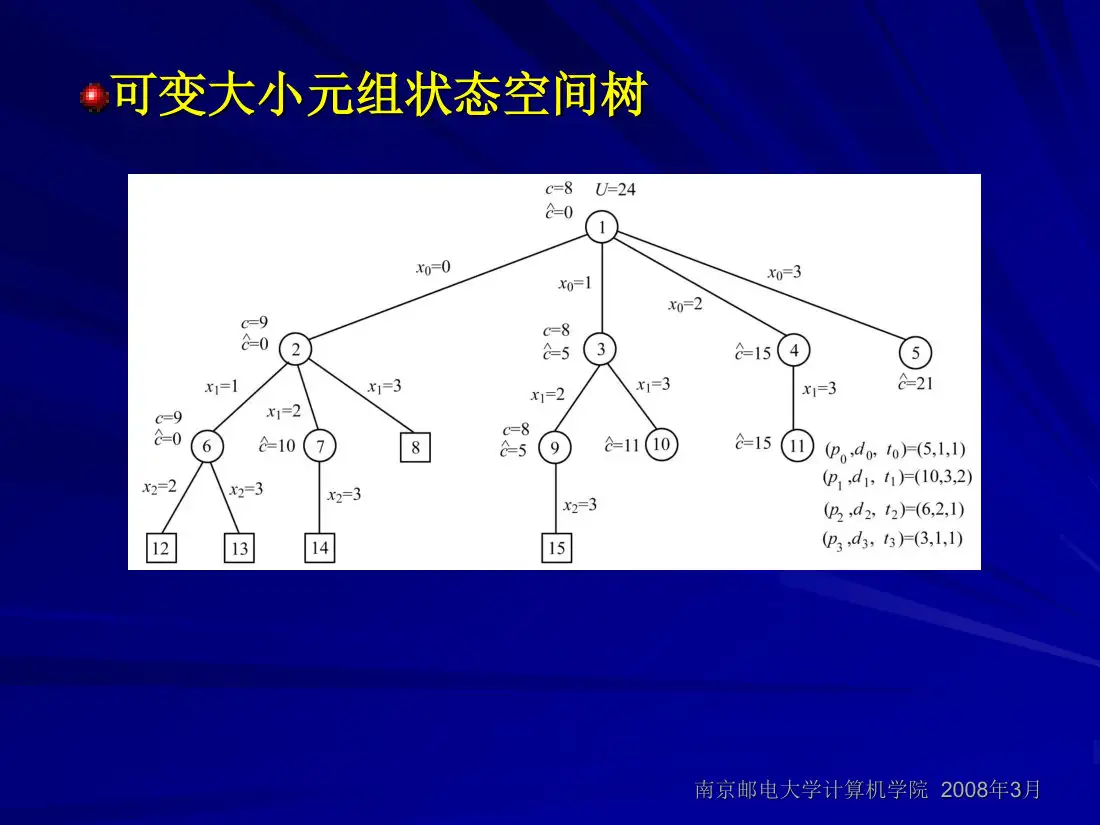 可变大小元组状态空间树
c=8 U=24
ĉ=0
1
x₀=0
x₀=1
x₀=2
x₀=3
c=9
ĉ=0
2
c=8
ĉ=5
3
ĉ=15
4
5
ĉ=21
x₁=1
x₁=2
x₁=3
x₁=2
x₁=3
x₁=3
c=9
ĉ=0
6
ĉ=10
7
8
c=8
ĉ=5
9
ĉ=11
10
ĉ=15
11
x₂=2
x₂=3
x₂=3
x₂=3
12
13
14
15
(p₀,d₀, t₀)=(5,1,1)
(p₁,d₁, t₁)=(10,3,2)
(p₂,d₂, t₂)=(6,2,1)
(p₃,d₃, t₃)=(3,1,1)
南京邮电大学计算机学院 2008年3月